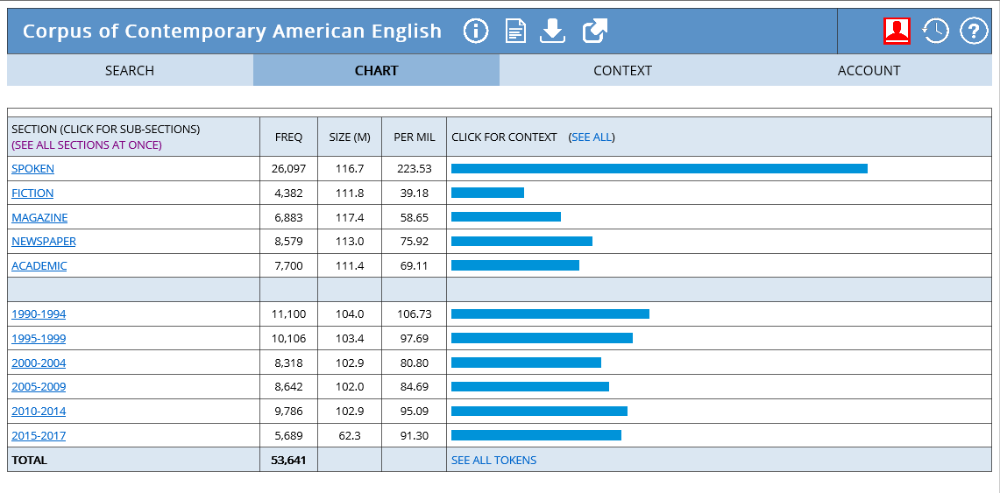 Corpus of Contemporary American English
SEARCH CHART CONTEXT ACCOUNT
SECTION (CLICK FOR SUB-SECTIONS)
(SEE ALL SECTIONS AT ONCE) FREQ SIZE (M) PER MIL CLICK FOR CONTEXT (SEE ALL)
SPOKEN 26,097 116.7 223.53
FICTION 4,382 111.8 39.18
MAGAZINE 6,883 117.4 58.65
NEWSPAPER 8,579 113.0 75.92
ACADEMIC 7,700 111.4 69.11
1990-1994 11,100 104.0 106.73
1995-1999 10,106 103.4 97.69
2000-2004 8,318 102.9 80.80
2005-2009 8,642 102.0 84.69
2010-2014 9,786 102.9 95.09
2015-2017 5,689 62.3 91.30
TOTAL 53,641 SEE ALL TOKENS